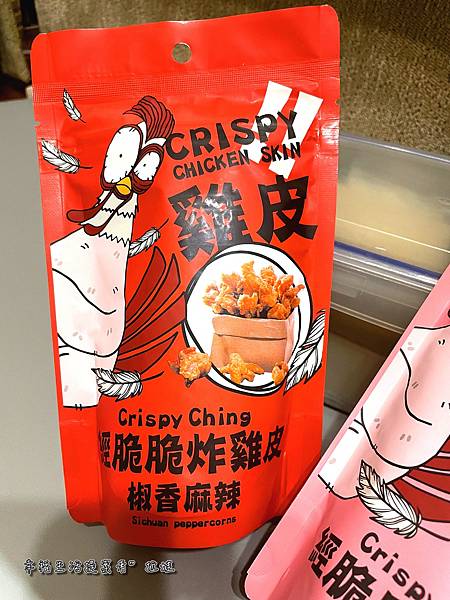 CRISPY
CHICKEN SKIN
雞皮
!!
Crispy Ching
經脆脆炸雞皮
椒香麻辣
Sichuan peppercorns
Crispy
經脆